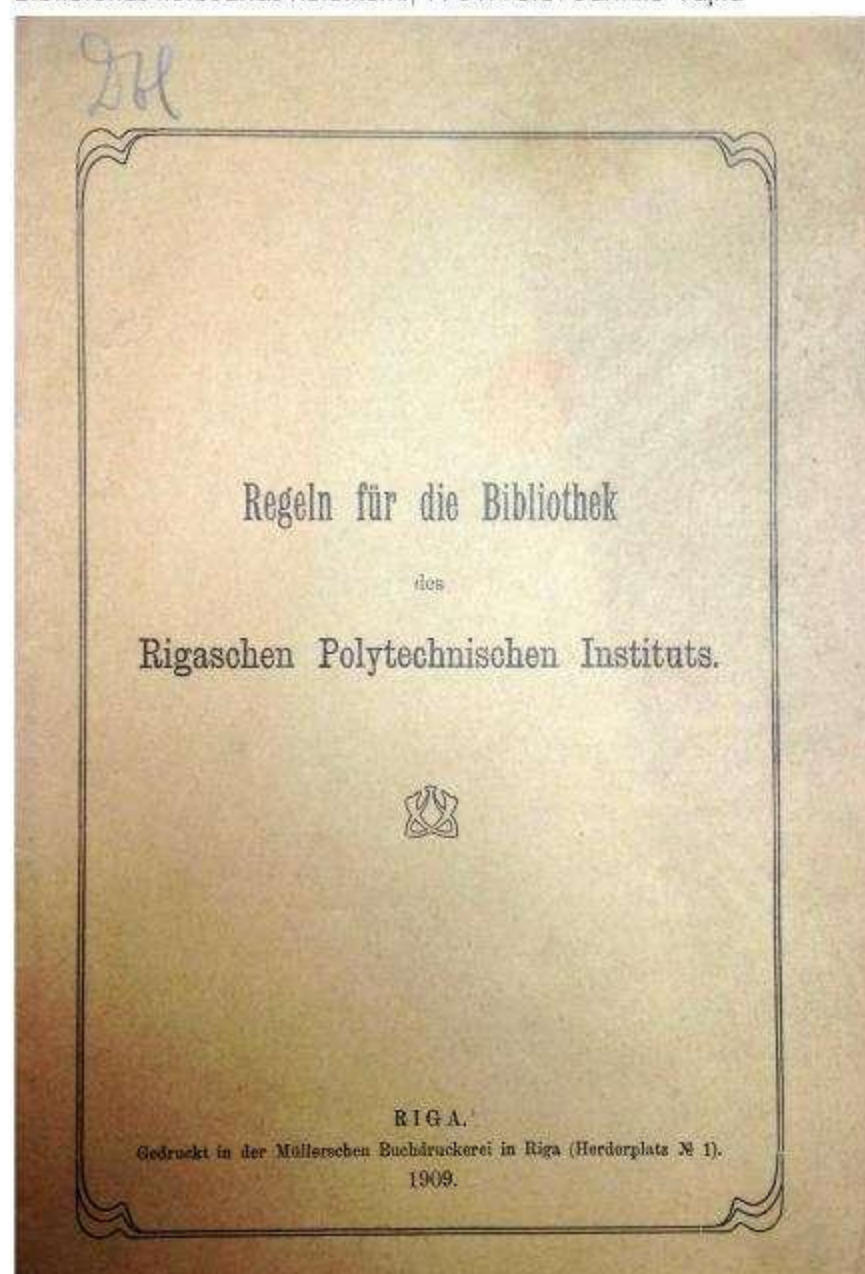 Regeln für die Bibliothek
des
Rigaschen Polytechnischen Instituts.
RIGA.
Gedruckt in der Müllerschen Buchdruckerei in Riga (Herderplatz № 1).
1909.